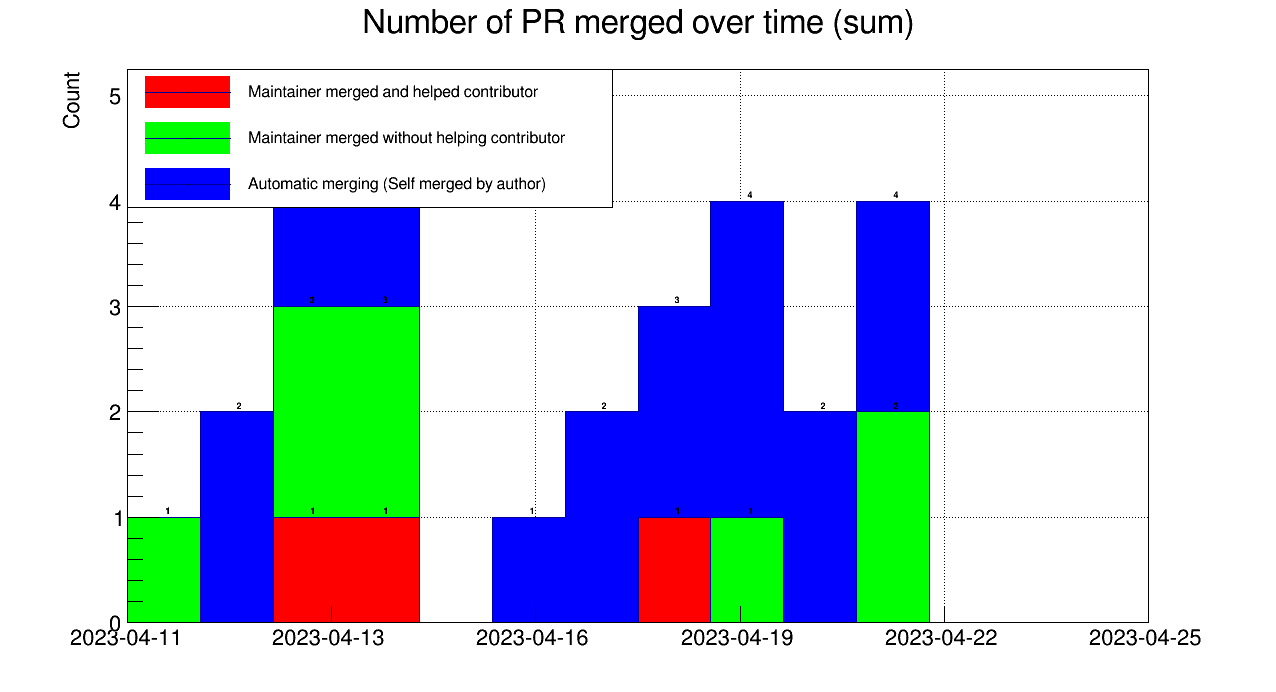 Number of PR merged over time (sum)
Count
Maintainer merged and helped contributor
Maintainer merged without helping contributor
Automatic merging (Self merged by author)
5
4
3
2
1
0
4 4
3 3 3
2 2 2 2
1 1 1 1 1 1
2023-04-11 2023-04-13 2023-04-16 2023-04-19 2023-04-22 2023-04-25